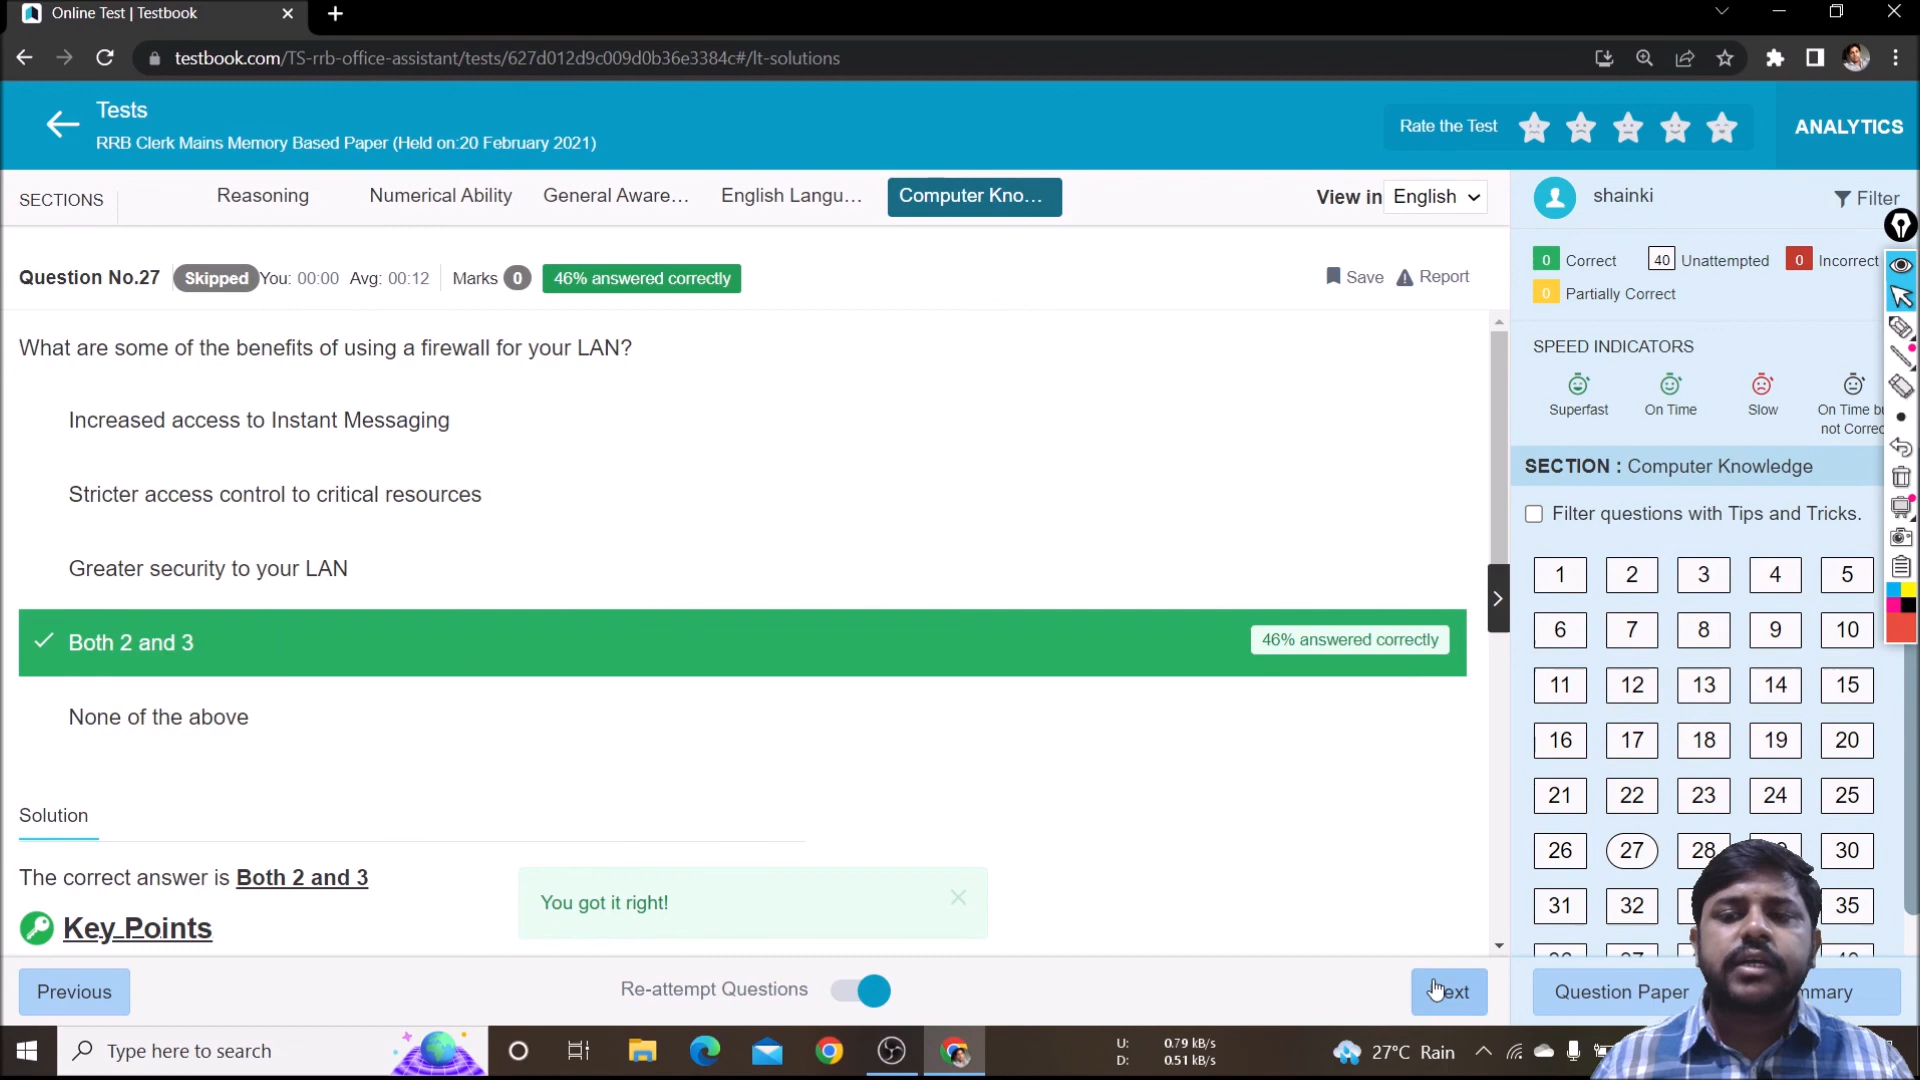 Online Test | Testbook
testbook.com/TS-rrb-office-assistant/tests/627d012d9c009d0b36e3384c#/lt-solutions
Tests
RRB Clerk Mains Memory Based Paper (Held on:20 February 2021)
Rate the Test
ANALYTICS
SECTIONS
Reasoning
Numerical Ability
General Aware...
English Langu...
Computer Kno...
View in
English
shainki
Filter
Question No.27
Skipped
You: 00:00
Avg: 00:12
Marks 0
46% answered correctly
Save
Report
0 Correct
40 Unattempted
0 Incorrect
0 Partially Correct
What are some of the benefits of using a firewall for your LAN?
Increased access to Instant Messaging
Stricter access control to critical resources
Greater security to your LAN
Both 2 and 3
46% answered correctly
None of the above
SPEED INDICATORS
Superfast
On Time
Slow
On Time
not
SECTION : Computer Knowledge
Filter questions with Tips and Tricks.
1 2 3 4 5
6 7 8 9 10
11 12 13 14 15
16 17 18 19 20
21 22 23 24 25
26 27 28 30
31 32 35
Solution
The correct answer is Both 2 and 3
Key Points
You got it right!
Previous
Re-attempt Questions
Question Paper
Type here to search
U: 0.79 kB/s
D: 0.51 kB/s
27°C Rain